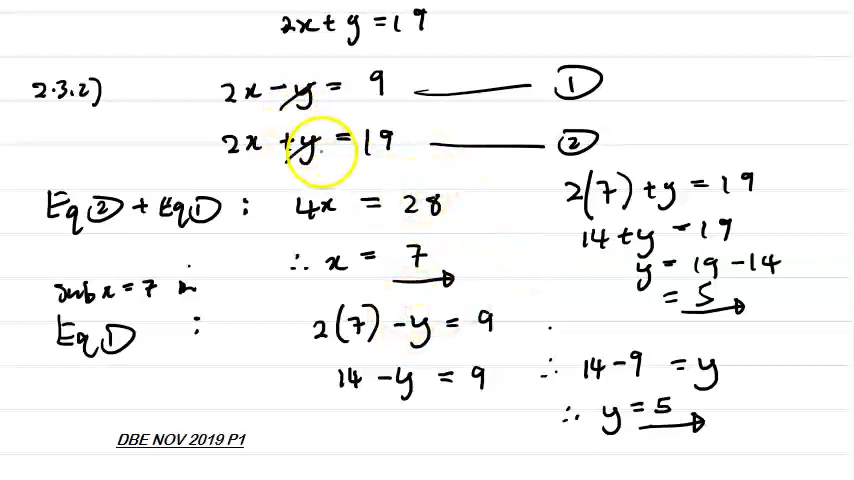 2x + y = 19
2.3.2) 2x - y = 9 ①
2x + y = 19 ②
Eq② + Eq① : 4x = 28
∴ x = 7
sub x = 7 in
Eq① : 2(7) - y = 9
14 - y = 9
2(7) + y = 19
14 + y = 19
y = 19 - 14
= 5
∴ 14 - 9 = y
∴ y = 5
DBE NOV 2019 P1